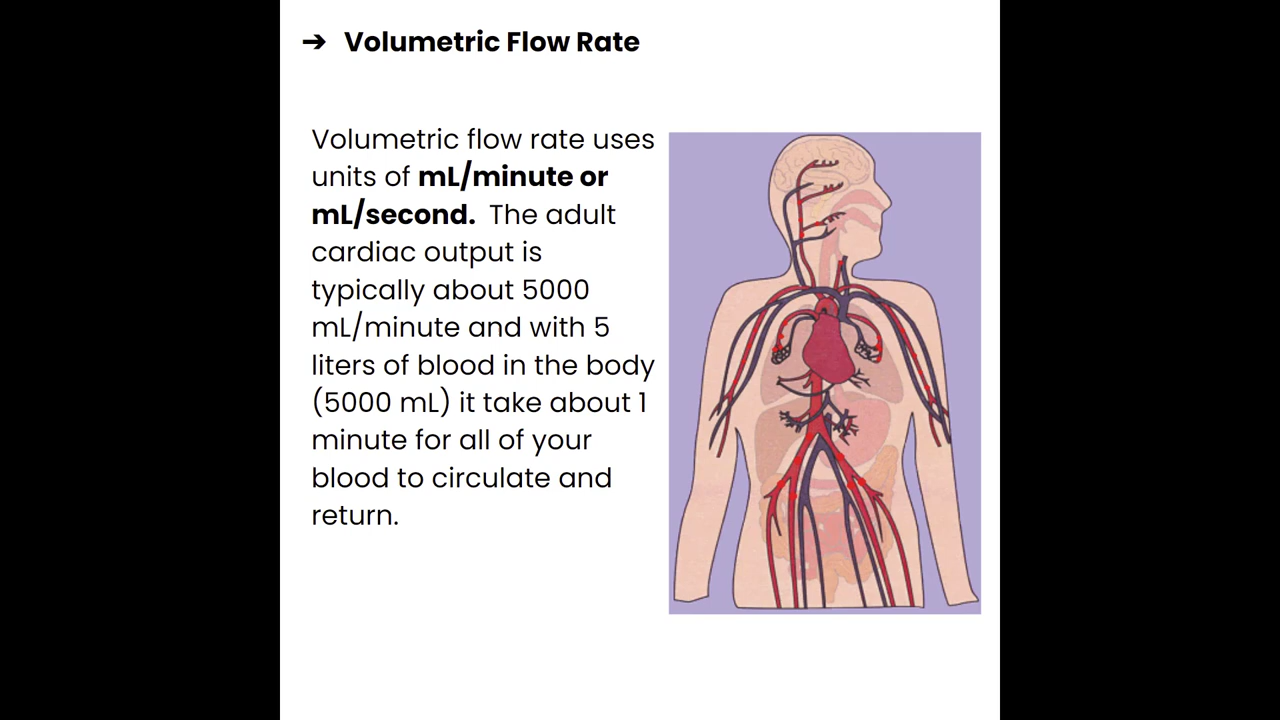 ➔ Volumetric Flow Rate
Volumetric flow rate uses
units of mL/minute or
mL/second. The adult
cardiac output is
typically about 5000
mL/minute and with 5
liters of blood in the body
(5000 mL) it take about 1
minute for all of your
blood to circulate and
return.